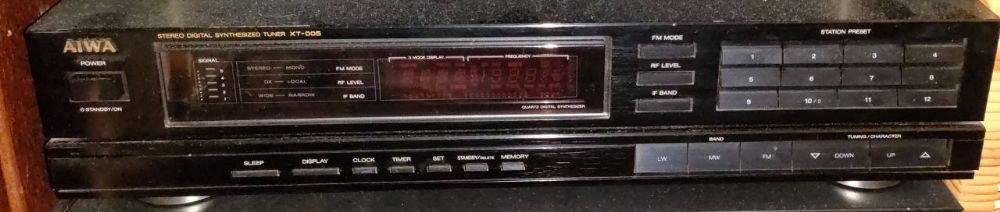 STEREO DIGITAL SYNTHESIZED TUNER XT-005
AIWA
POWER
STANDBY/ON
SIGNAL
STEREO MONO FM MODE
DX LOCAL RF LEVEL
WIDE NARROW IF BAND
3 MODE DISPLAY FREQUENCY
QUARTZ DIGITAL SYNTHESIZER
FM MODE
RF LEVEL
IF BAND
STATION PRESET
1 2 3 4
5 6 7 8
9 10/0 11 12
SLEEP DISPLAY CLOCK TIMER SET STANDBY/DELETE MEMORY
BAND TUNING/CHARACTER
LW MW FM DOWN UP